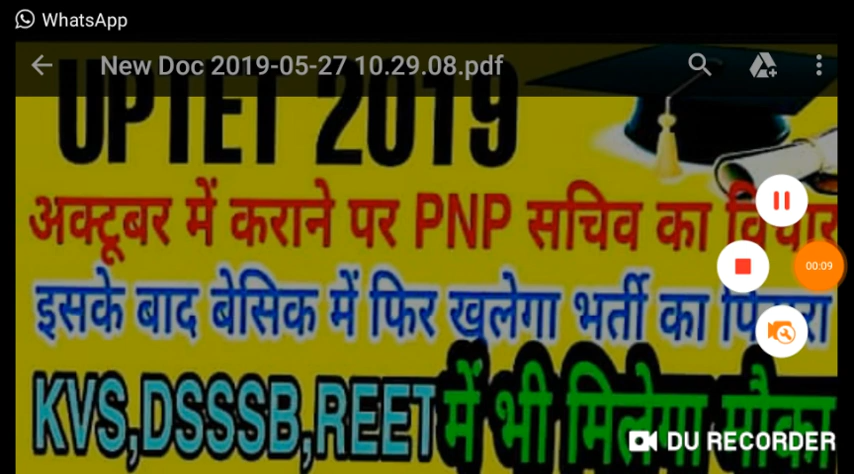 WhatsApp
New Doc 2019-05-27 10.29.08.pdf
UPTET 2019
अक्टूबर में कराने पर PNP सचिव का विचार
00:09
इसके बाद बेसिक में फिर खुलेगा भर्ती का पिटारा
KVS,DSSSB,REET में भी मिलेगा मौका
DU RECORDER